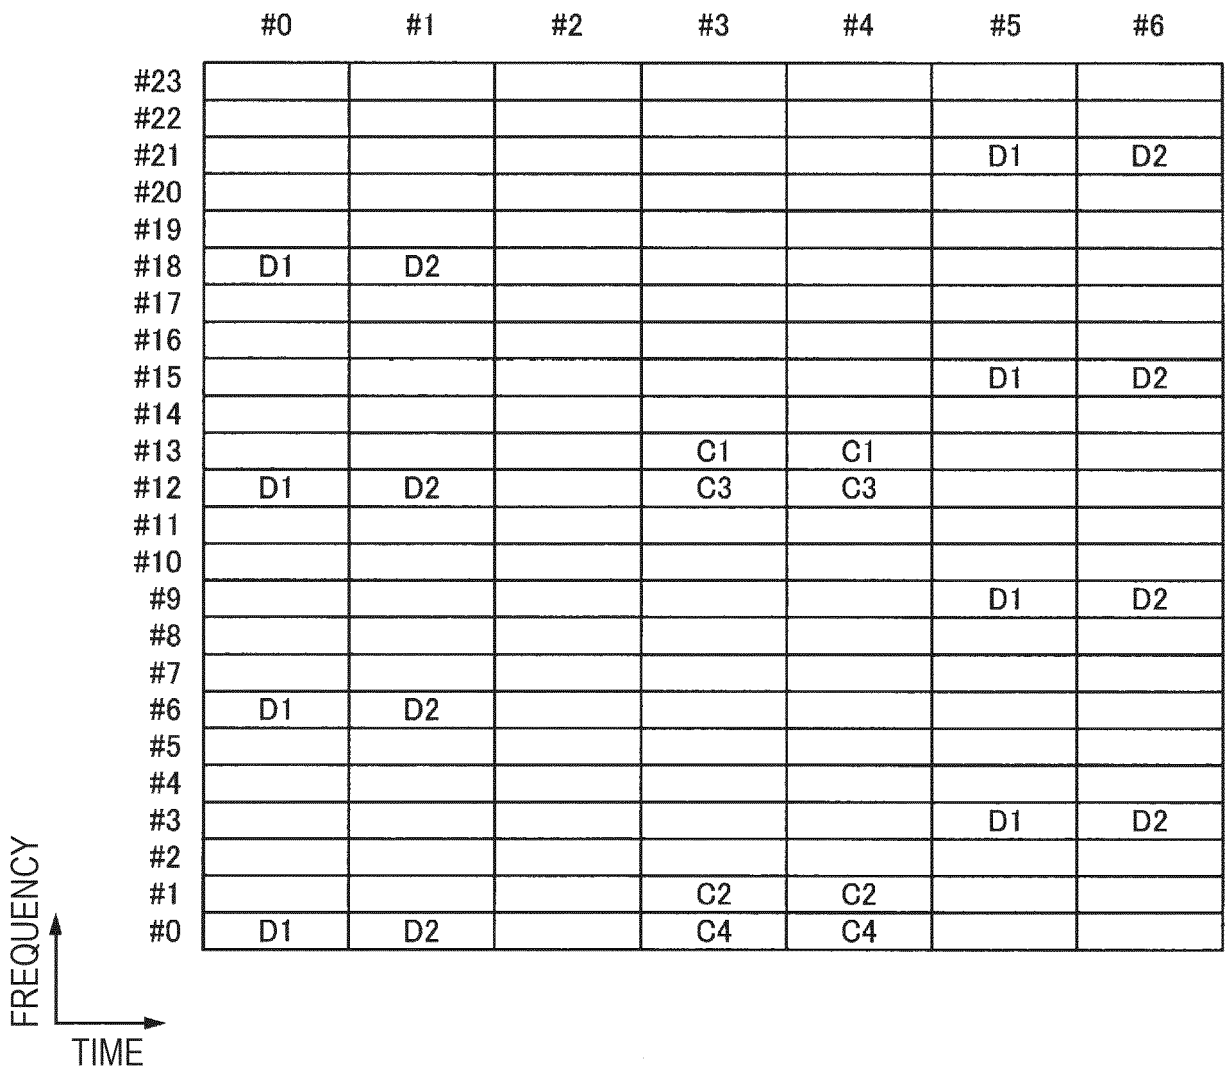 #0 #1 #2 #3 #4 #5 #6
#23
#22
#21 D1 D2
#20
#19
#18 D1 D2
#17
#16
#15 D1 D2
#14
#13 C1 C1
#12 D1 D2 C3 C3
#11
#10
#9 D1 D2
#8
#7
#6 D1 D2
#5
#4
#3 D1 D2
#2
#1 C2 C2
#0 D1 D2 C4 C4
FREQUENCY
TIME